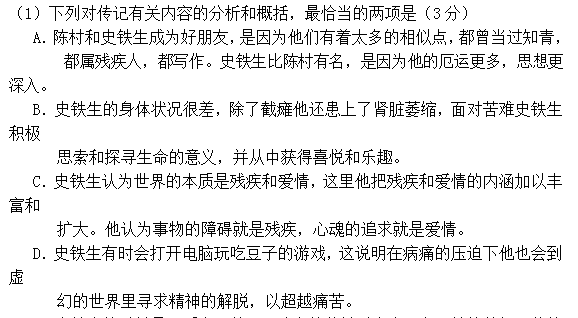 （1）下列对传记有关内容的分析和概括，最恰当的两项是（3分）
A．陈村和史铁生成为好朋友，是因为他们有着太多的相似点，都曾当过知青，
都属残疾人，都写作。史铁生比陈村有名，是因为他的厄运更多，思想更
深入。
B．史铁生的身体状况很差，除了截瘫他还患上了肾脏萎缩，面对苦难史铁生
积极
思索和探寻生命的意义，并从中获得喜悦和乐趣。
C．史铁生认为世界的本质是残疾和爱情，这里他把残疾和爱情的内涵加以丰
富和
扩大。他认为事物的障碍就是残疾，心魂的追求就是爱情。
D．史铁生有时会打开电脑玩吃豆子的游戏，这说明在病痛的压迫下他也会到
虚
幻的世界里寻求精神的解脱，以超越痛苦。